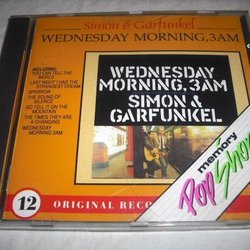 Simon & Garfunkel
WEDNESDAY MORNING,3AM
INCLUDING:
YOU CAN TELL THE
WORLD
LAST NIGHT I HAD THE
STRANGEST DREAM
SPARROW
THE SOUND OF
SILENCE
GO TELL IT ON THE
MOUNTAIN
THE TIMES THEY ARE
A-CHANGING
WEDNESDAY
MORNING, 3AM
WEDNESDAY
MORNING, 3AM
SIMON &
GARFUNKEL
memory
Pop Shop
12
ORIGINAL RECO